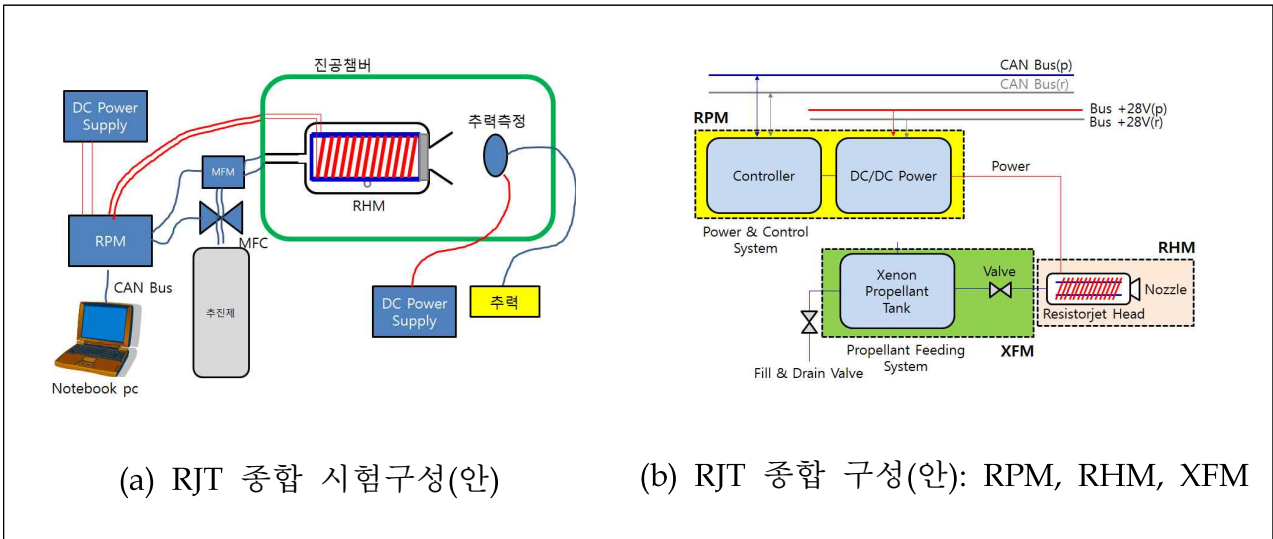 진공챔버
DC Power
Supply
추력측정
MFM
RHM
RPM
MFC
CAN Bus
추진제
DC Power
Supply
추력
Notebook pc
(a) RJT 종합 시험구성(안)
CAN Bus(p)
CAN Bus(r)
Bus +28V(p)
Bus +28V(r)
RPM
Controller
DC/DC Power
Power
Power & Control
System
RHM
Xenon
Propellant
Tank
Valve
Nozzle
Resistorjet Head
Propellant Feeding
System
XFM
Fill & Drain Valve
(b) RJT 종합 구성(안): RPM, RHM, XFM